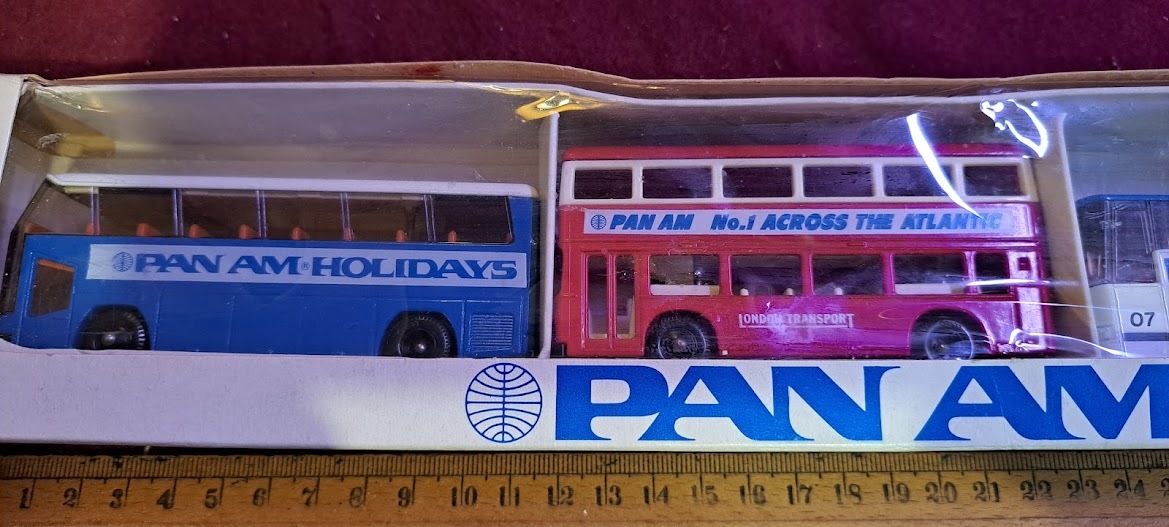 PAN AM® HOLIDAYS
PAN AM No.1 ACROSS THE ATLANTIC
LONDON TRANSPORT
07
PAN AM
1 2 3 4 5 6 7 8 9 10 11 12 13 14 15 16 17 18 19 20 21 22 23 24